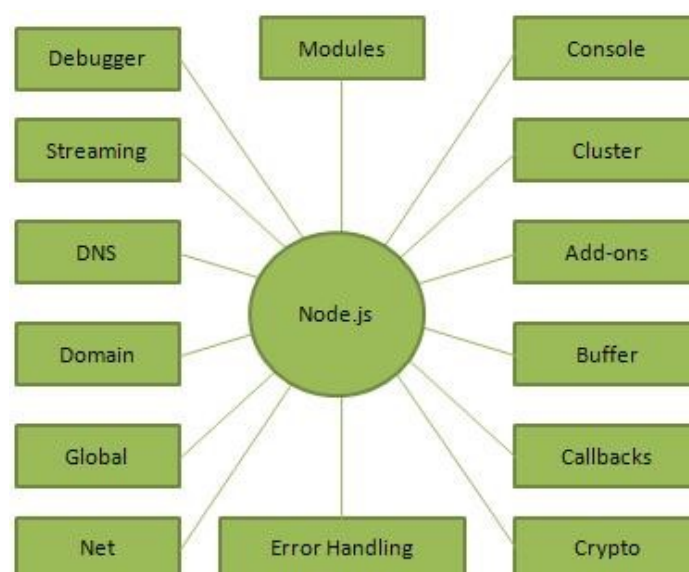 Debugger
Modules
Console
Streaming
Cluster
DNS
Add-ons
Node.js
Domain
Buffer
Global
Callbacks
Net
Error Handling
Crypto